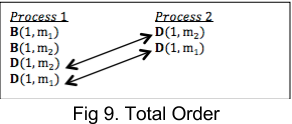 Process 1 Process 2
B(1,m₁) D(1,m₂)
B(1,m₂) D(1,m₁)
D(1,m₂)
D(1,m₁)
Fig 9. Total Order